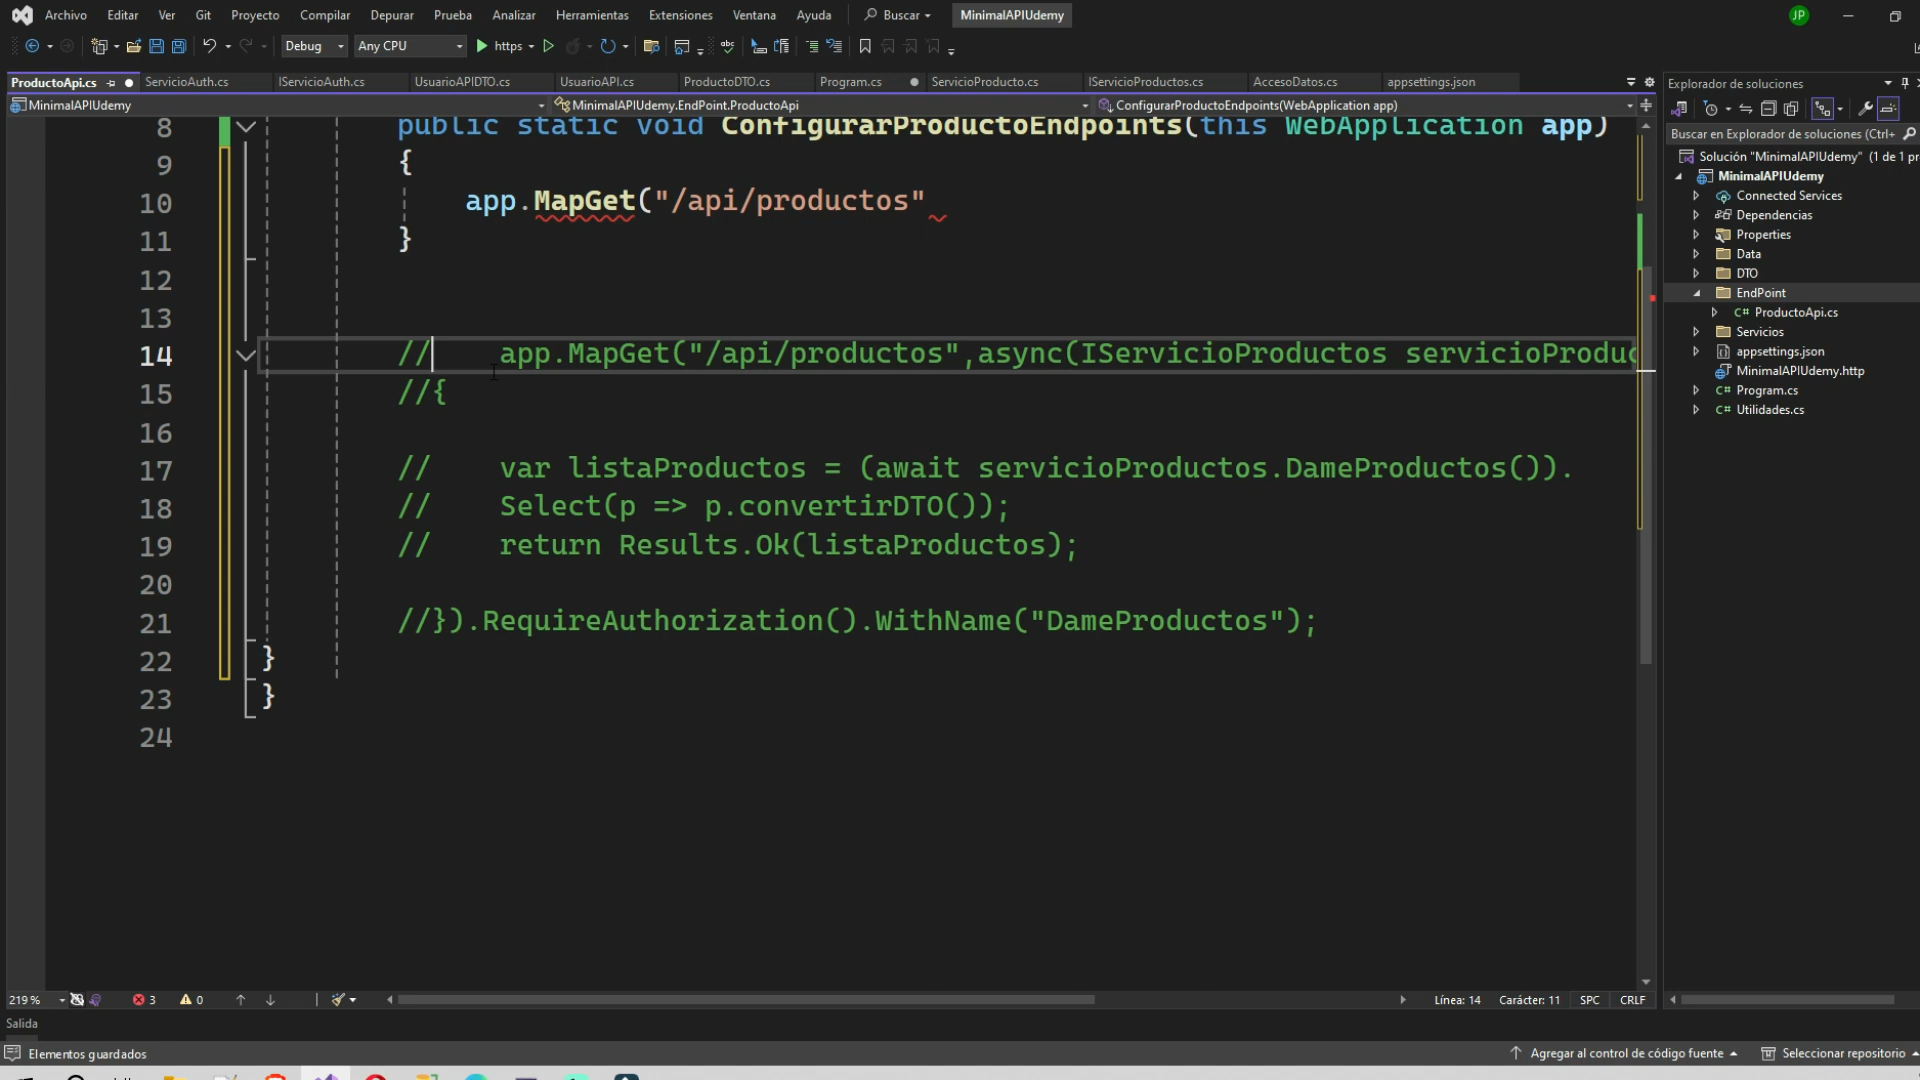 Archivo Editar Ver Git Proyecto Compilar Depurar Prueba Analizar Herramientas Extensiones Ventana Ayuda Buscar MinimalAPIUdemy JP
Debug Any CPU https
ProductoApi.cs ServicioAuth.cs IServicioAuth.cs UsuarioAPIDTO.cs UsuarioAPI.cs ProductoDTO.cs Program.cs ServicioProducto.cs IServicioProductos.cs AccesoDatos.cs appsettings.json
MinimalAPIUdemy MinimalAPIUdemy.EndPoint.ProductoApi ConfigurarProductoEndpoints(WebApplication app)
8 public static void ConfigurarProductoEndpoints(this WebApplication app)
9 {
10 app.MapGet("/api/productos"
11 }
12
13
14 // app.MapGet("/api/productos",async(IServicioProductos servicioProduc
15 //{
16
17 // var listaProductos = (await servicioProductos.DameProductos()).
18 // Select(p => p.convertirDTO());
19 // return Results.Ok(listaProductos);
20
21 //}).RequireAuthorization().WithName("DameProductos");
22 }
23 }
24
219 % 3 0 Línea: 14 Carácter: 11 SPC CRLF
Salida
Elementos guardados Agregar al control de código fuente Seleccionar repositorio
Explorador de soluciones
Buscar en Explorador de soluciones (Ctrl+
Solución "MinimalAPIUdemy" (1 de 1 pr
MinimalAPIUdemy
Connected Services
Dependencias
Properties
Data
DTO
EndPoint
C# ProductoApi.cs
Servicios
appsettings.json
MinimalAPIUdemy.http
C# Program.cs
C# Utilidades.cs